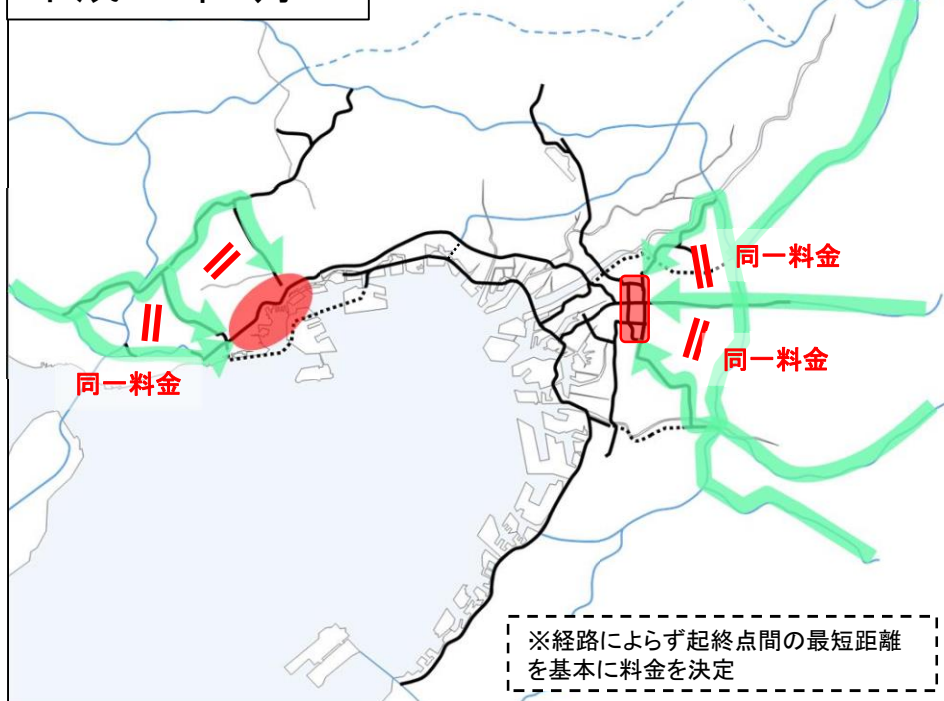 同一料金
同一料金
同一料金
※経路によらず起終点間の最短距離
を基本に料金を決定